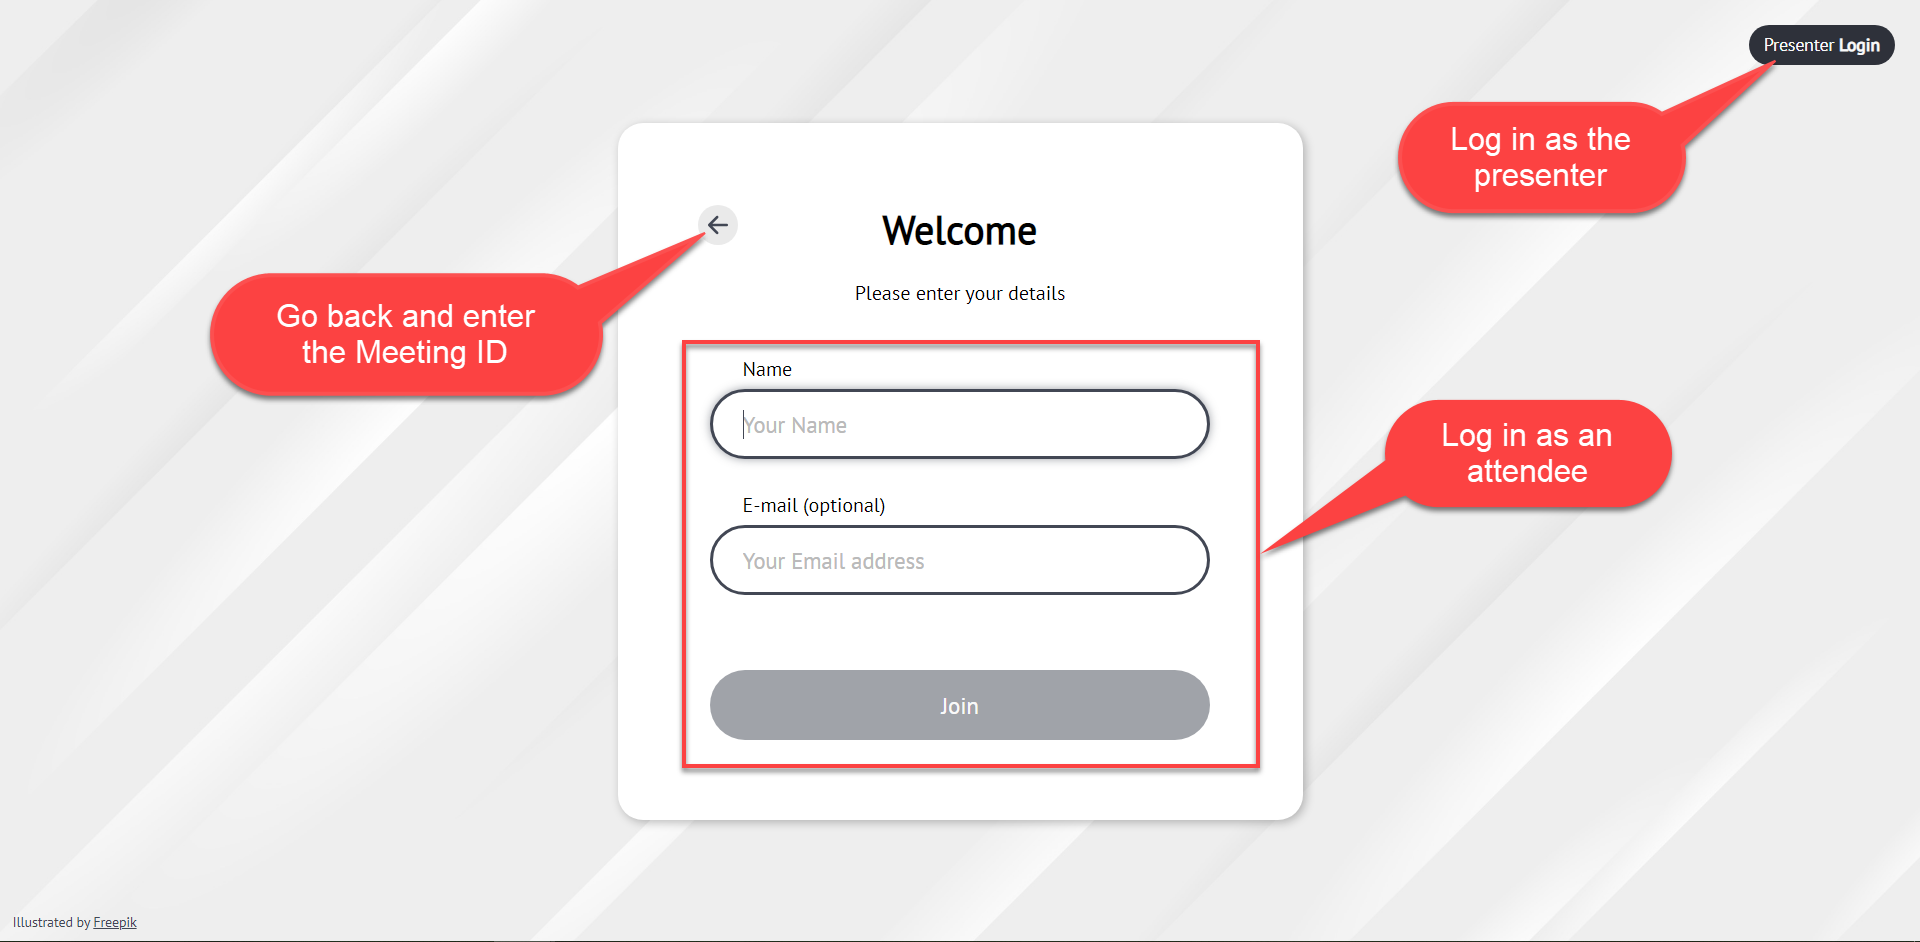 Presenter Login
Log in as the
presenter
Welcome
Go back and enter
the Meeting ID
Please enter your details
Name
Your Name
Log in as an
attendee
E-mail (optional)
Your Email address
Join
Illustrated by Freepik